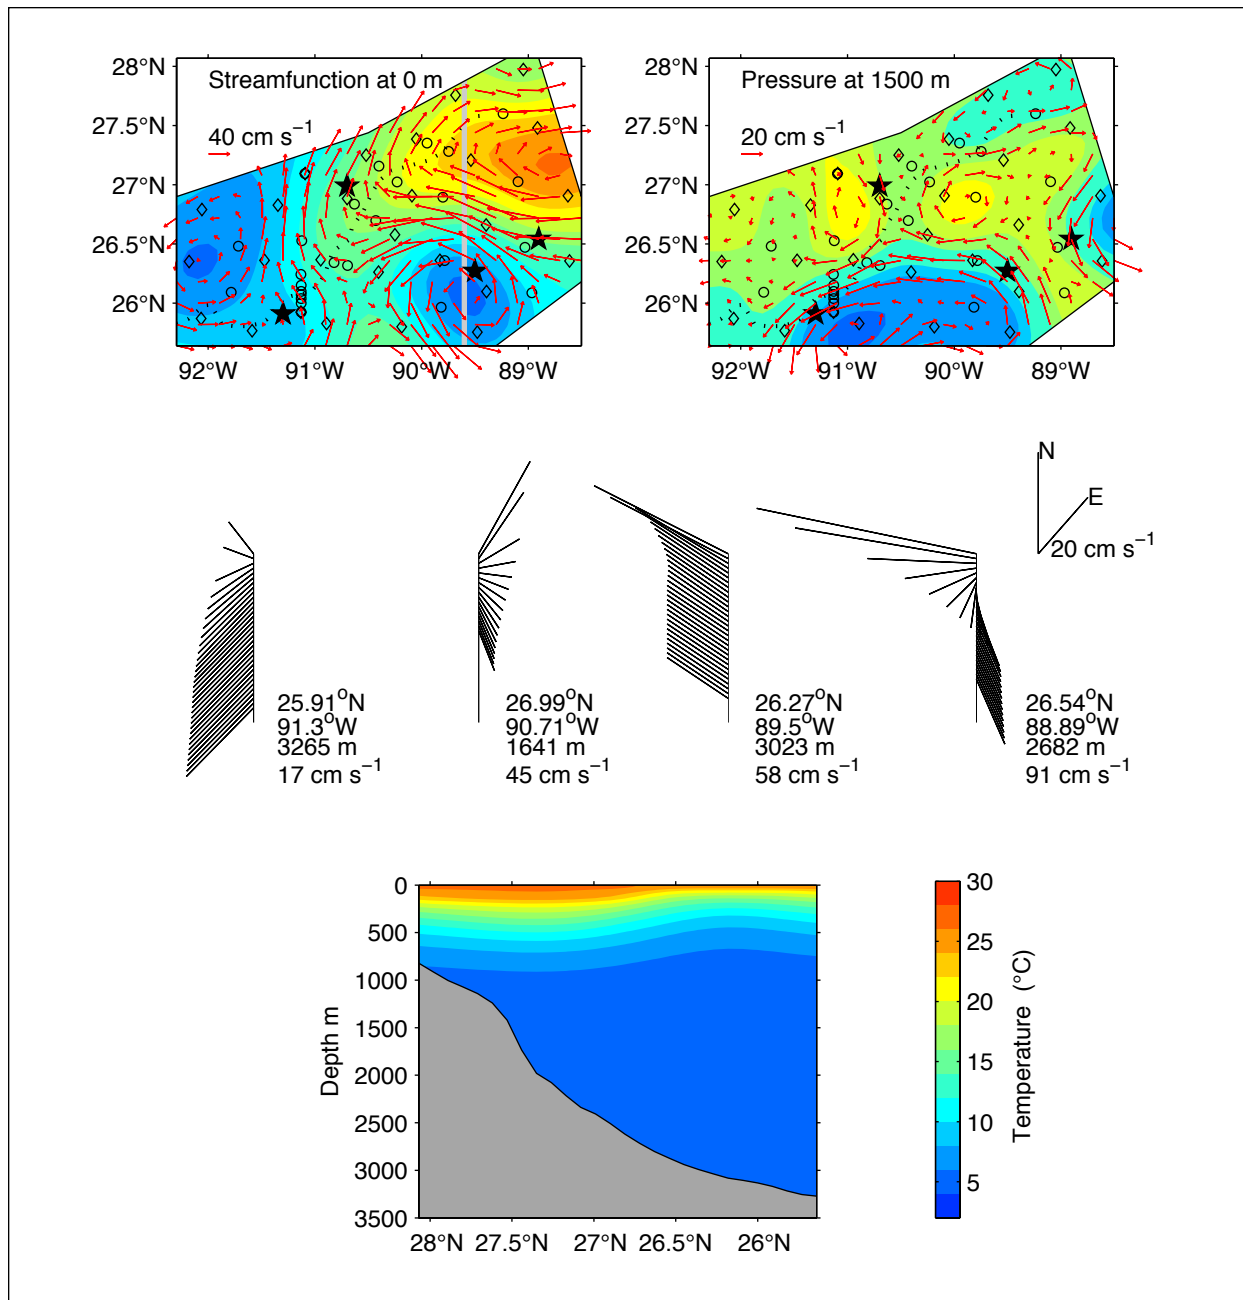 Streamfunction at 0 m
40 cm s⁻¹
28°N
27.5°N
27°N
26.5°N
26°N
92°W 91°W 90°W 89°W
Pressure at 1500 m
20 cm s⁻¹
28°N
27.5°N
27°N
26.5°N
26°N
92°W 91°W 90°W 89°W
N
E
20 cm s⁻¹
25.91°N
91.3°W
3265 m
17 cm s⁻¹
26.99°N
90.71°W
1641 m
45 cm s⁻¹
26.27°N
89.5°W
3023 m
58 cm s⁻¹
26.54°N
88.89°W
2682 m
91 cm s⁻¹
Depth m
0
500
1000
1500
2000
2500
3000
3500
28°N 27.5°N 27°N 26.5°N 26°N
30
25
20
15
10
5
Temperature (°C)